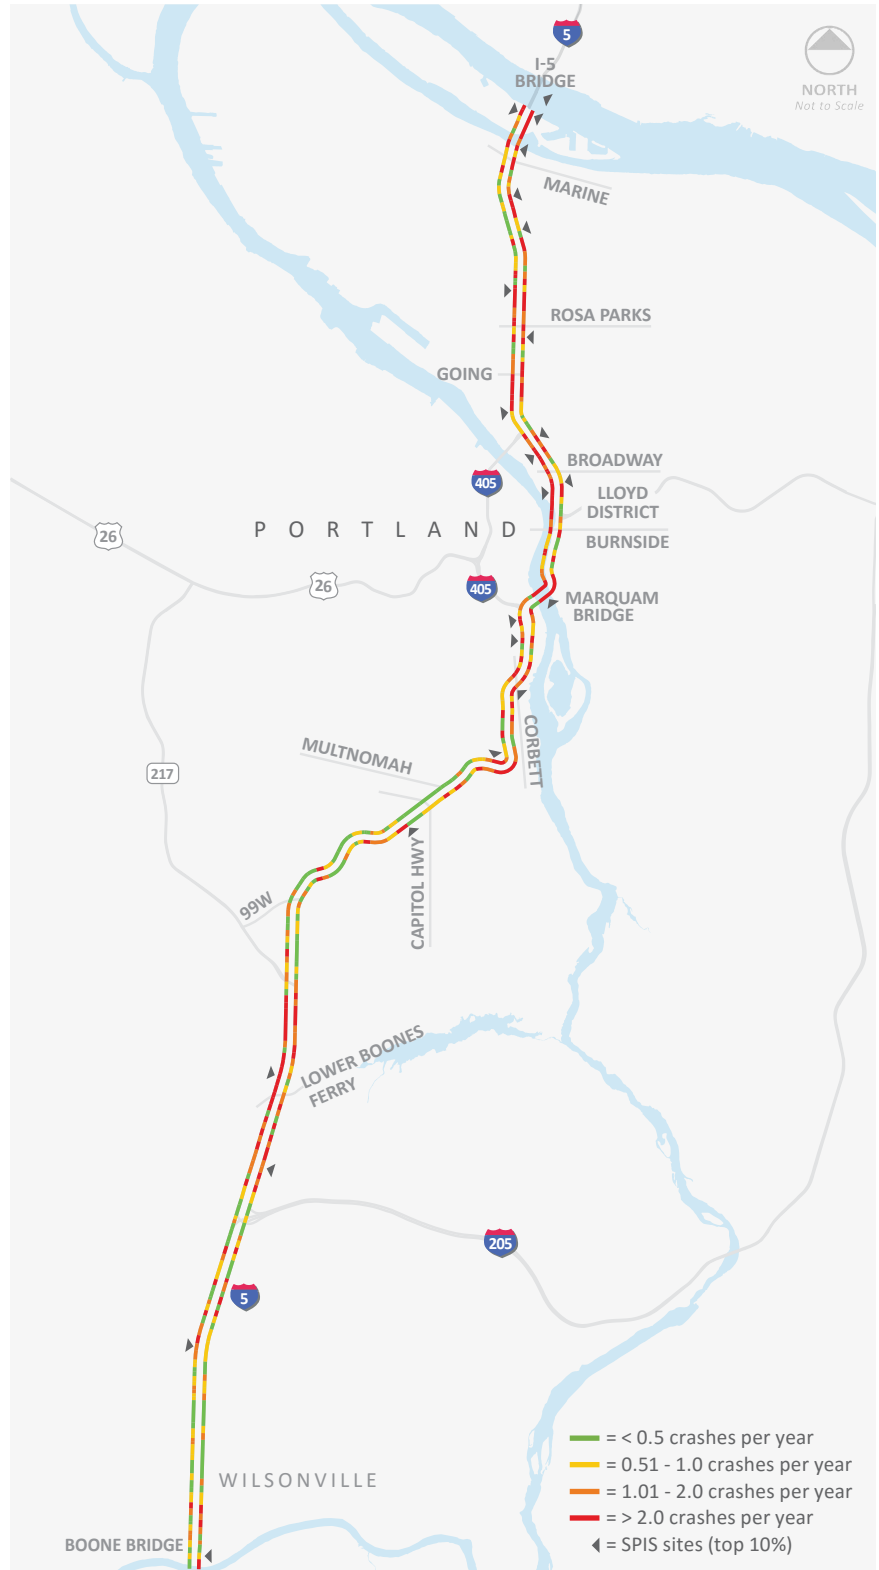 5
I-5
BRIDGE
NORTH
Not to Scale
MARINE
ROSA PARKS
GOING
BROADWAY
405
LLOYD
DISTRICT
PORTLAND
26
BURNSIDE
26
405
MARQUAM
BRIDGE
CORBETT
MULTNOMAH
217
CAPITOL HWY
99W
LOWER BOONES
FERRY
205
5
= < 0.5 crashes per year
= 0.51 - 1.0 crashes per year
= 1.01 - 2.0 crashes per year
= > 2.0 crashes per year
= SPIS sites (top 10%)
WILSONVILLE
BOONE BRIDGE